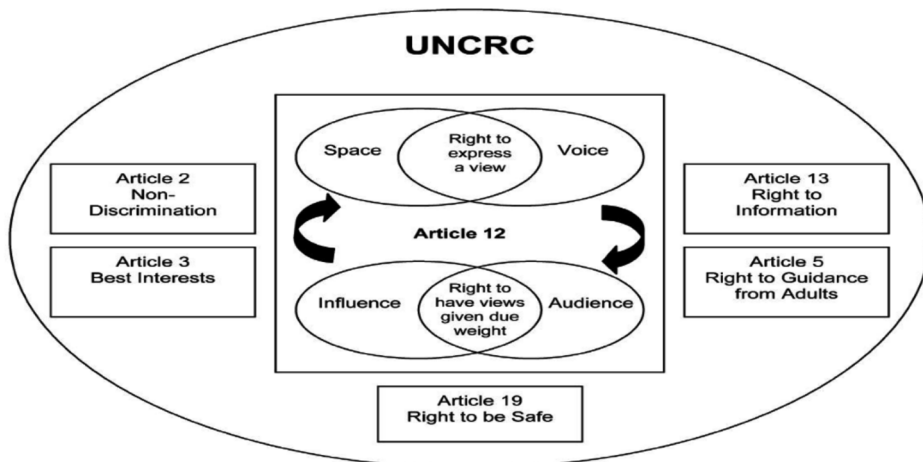 UNCRC
Space
Right to
express
a view
Voice
Article 2
Non-
Discrimination
Article 13
Right to
Information
Article 12
Article 3
Best Interests
Article 5
Right to Guidance
from Adults
Influence
Right to
have views
given due
weight
Audience
Article 19
Right to be Safe